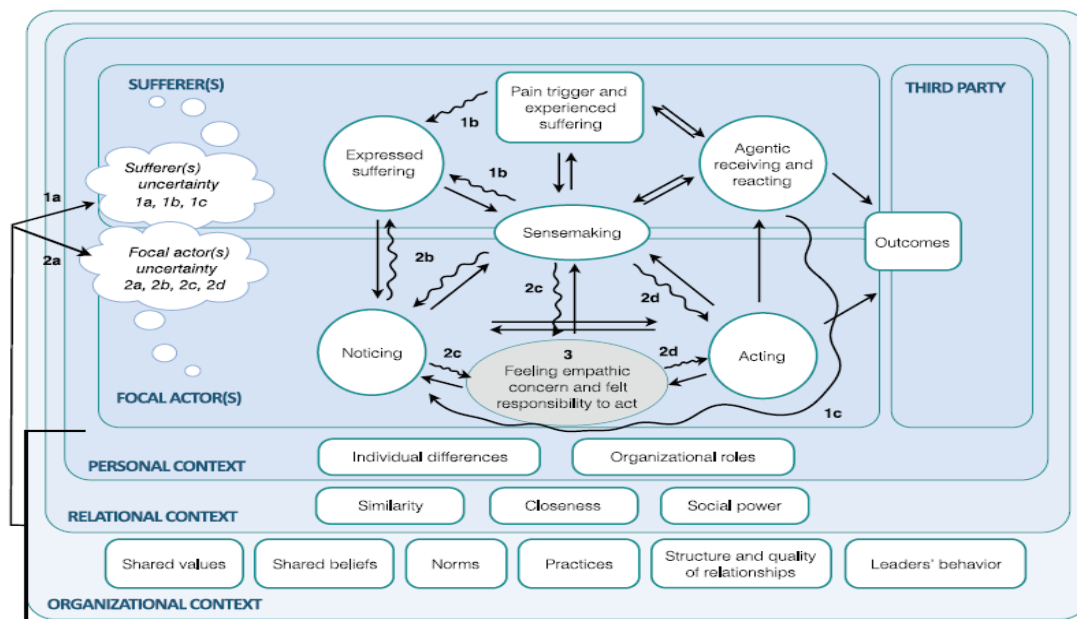 SUFFERER(S)
THIRD PARTY
Pain trigger and
experienced
suffering
1b
Expressed
suffering
Agentic
receiving and
reacting
1b
Sufferer(s)
uncertainty
1a, 1b, 1c
1a
Sensemaking
Outcomes
2a
Focal actor(s)
uncertainty
2a, 2b, 2c, 2d
2b
2c
2d
Noticing
2c
3
Feeling empathic
concern and felt
responsibility to act
2d
Acting
FOCAL ACTOR(S)
1c
PERSONAL CONTEXT
Individual differences
Organizational roles
RELATIONAL CONTEXT
Similarity
Closeness
Social power
Shared values
Shared beliefs
Norms
Practices
Structure and quality
of relationships
Leaders' behavior
ORGANIZATIONAL CONTEXT